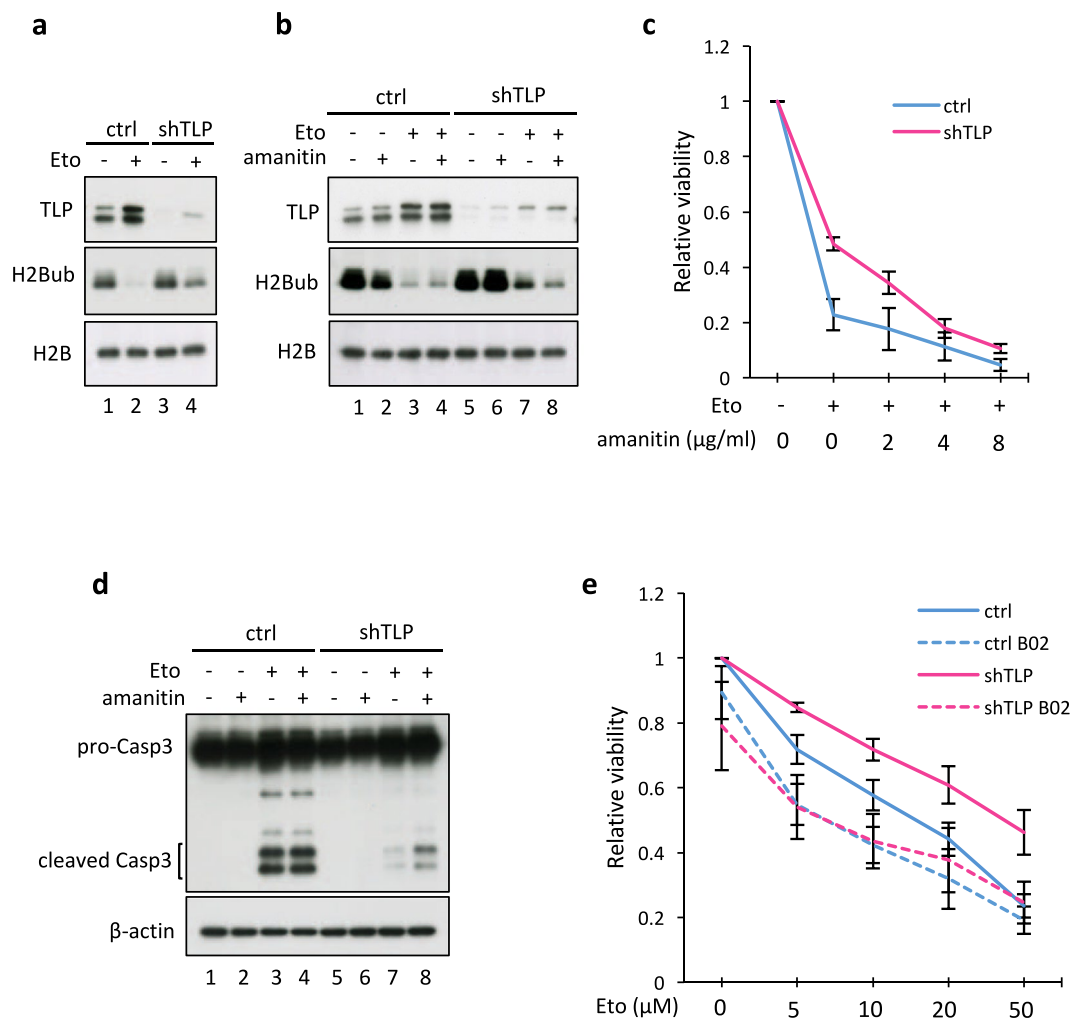 a
ctrl shTLP
Eto - + - +
TLP
H2Bub
H2B
1 2 3 4
b
ctrl shTLP
Eto - - + + - - + +
amanitin - + - + - + - +
TLP
H2Bub
H2B
1 2 3 4 5 6 7 8
c
1.2
1
0.8
0.6
0.4
0.2
0
Relative viability
ctrl
shTLP
Eto - + + + +
amanitin (μg/ml) 0 0 2 4 8
d
ctrl shTLP
Eto - - + + - - + +
amanitin - + - + - + - +
pro-Casp3
cleaved Casp3
β-actin
1 2 3 4 5 6 7 8
e
1.2
1
0.8
0.6
0.4
0.2
0
Relative viability
ctrl
ctrl B02
shTLP
shTLP B02
Eto (μM) 0 5 10 20 50